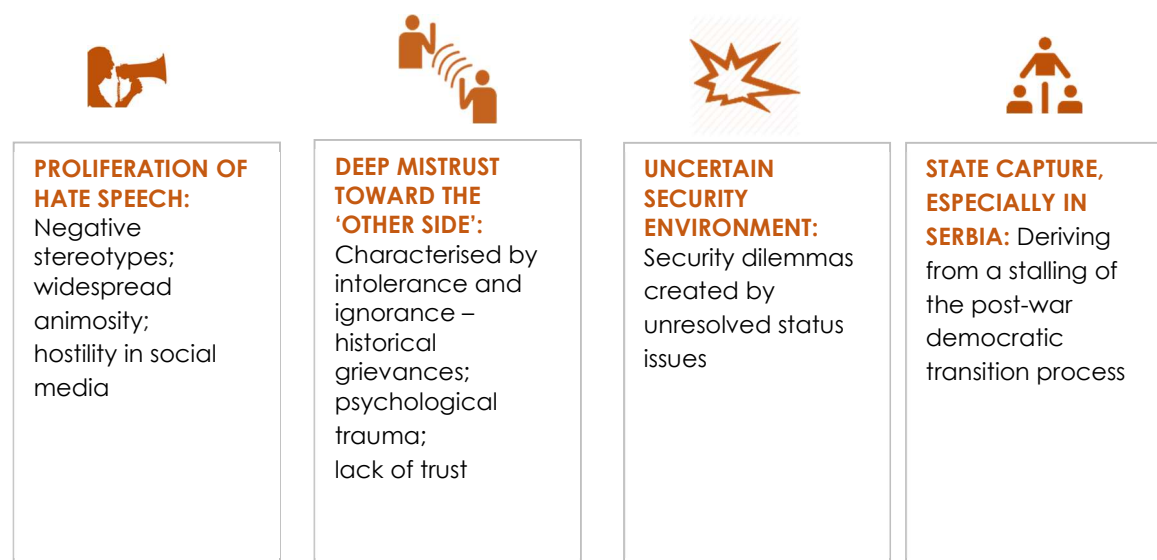 PROLIFERATION OF
HATE SPEECH:
Negative
stereotypes;
widespread
animosity;
hostility in social
media
DEEP MISTRUST
TOWARD THE
‘OTHER SIDE’:
Characterised by
intolerance and
ignorance –
historical
grievances;
psychological
trauma;
lack of trust
UNCERTAIN
SECURITY
ENVIRONMENT:
Security dilemmas
created by
unresolved status
issues
STATE CAPTURE,
ESPECIALLY IN
SERBIA: Deriving
from a stalling of
the post-war
democratic
transition process